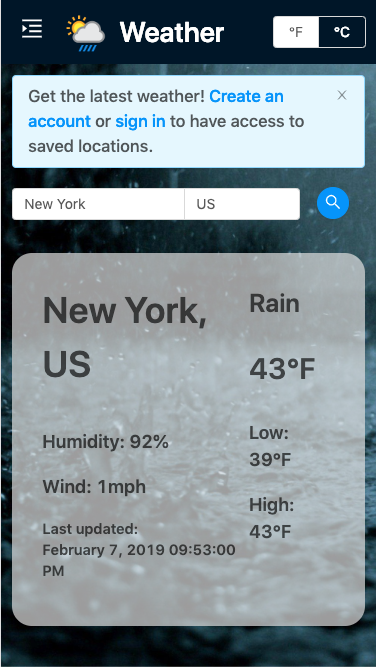 Weather
°F
°C
Get the latest weather! Create an
account or sign in to have access to
saved locations.
New York
US
New York,
US
Rain
43°F
Humidity: 92%
Wind: 1mph
Last updated:
February 7, 2019 09:53:00
PM
Low:
39°F
High:
43°F